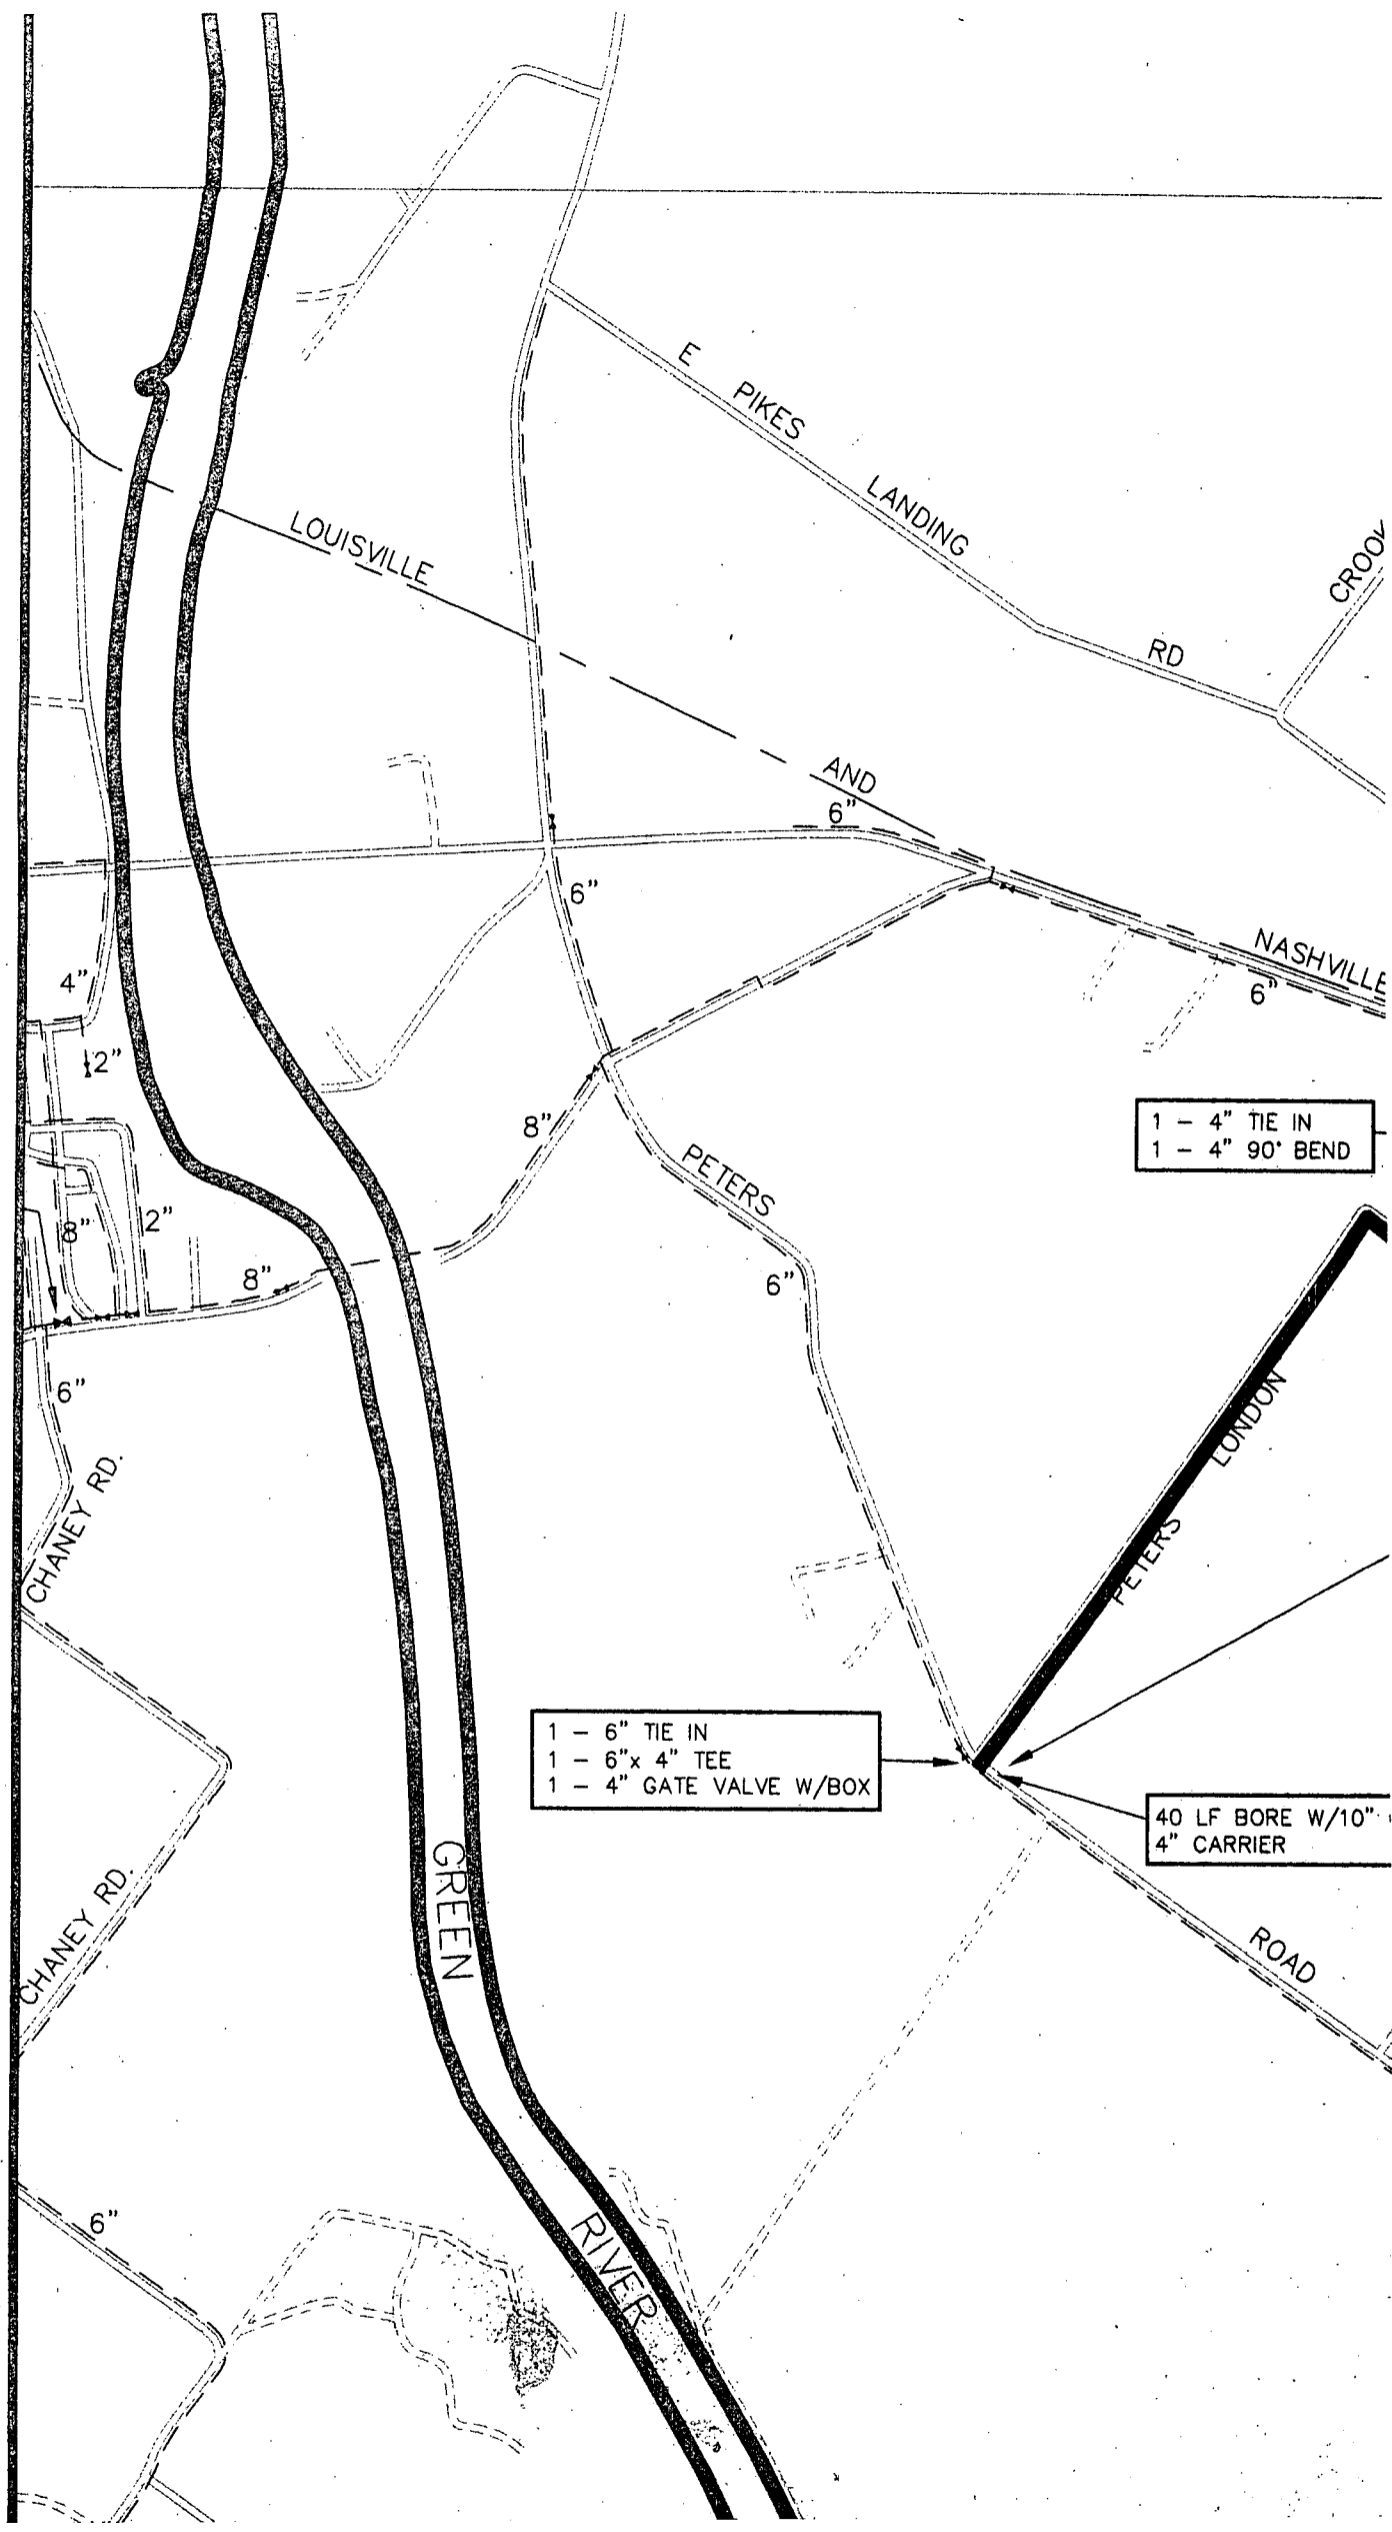 E PIKES LANDING RD
LOUISVILLE AND NASHVILLE
6"
6"
4"
6"
2"
8"
1 – 4" TIE IN
1 – 4" 90° BEND
PETERS
8"
2"
8"
6"
6"
PETERS LONDON
CHANEY RD.
1 – 6" TIE IN
1 – 6"x 4" TEE
1 – 4" GATE VALVE W/BOX
40 LF BORE W/10"
4" CARRIER
CHANEY RD.
GREEN RIVER
ROAD
6"